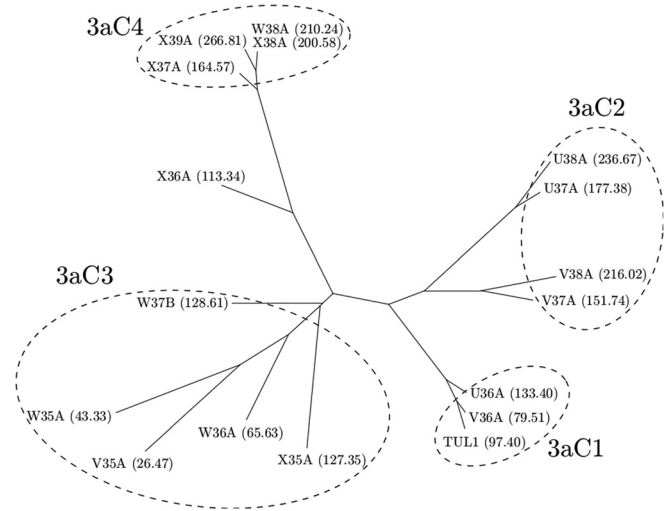 3aC4
W38A (210.24)
X39A (266.81)
X38A (200.58)
X37A (164.57)
3aC2
U38A (236.67)
X36A (113.34)
U37A (177.38)
3aC3
V38A (216.02)
W37B (128.61)
V37A (151.74)
U36A (133.40)
W35A (43.33)
V36A (79.51)
W36A (65.63)
TUL1 (97.40)
3aC1
V35A (26.47)
X35A (127.35)